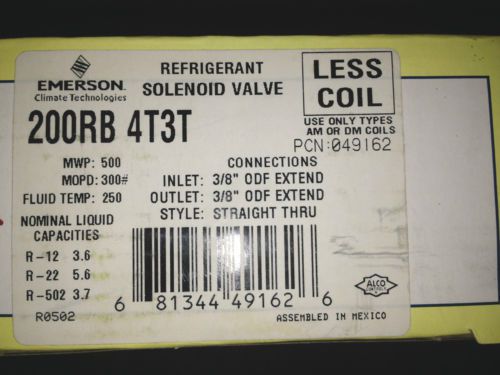 EMERSON
Climate Technologies
REFRIGERANT
SOLENOID VALVE
LESS
COIL
200RB 4T3T
USE ONLY TYPES
AM OR DM COILS
PCN:049162
MWP: 500
MOPD: 300#
FLUID TEMP: 250
CONNECTIONS
INLET: 3/8" ODF EXTEND
OUTLET: 3/8" ODF EXTEND
STYLE: STRAIGHT THRU
NOMINAL LIQUID
CAPACITIES
R-12 3.6
R-22 5.6
R-502 3.7
R0502
6 81344 49162 6
ALCO
CONTROLS
ASSEMBLED IN MEXICO